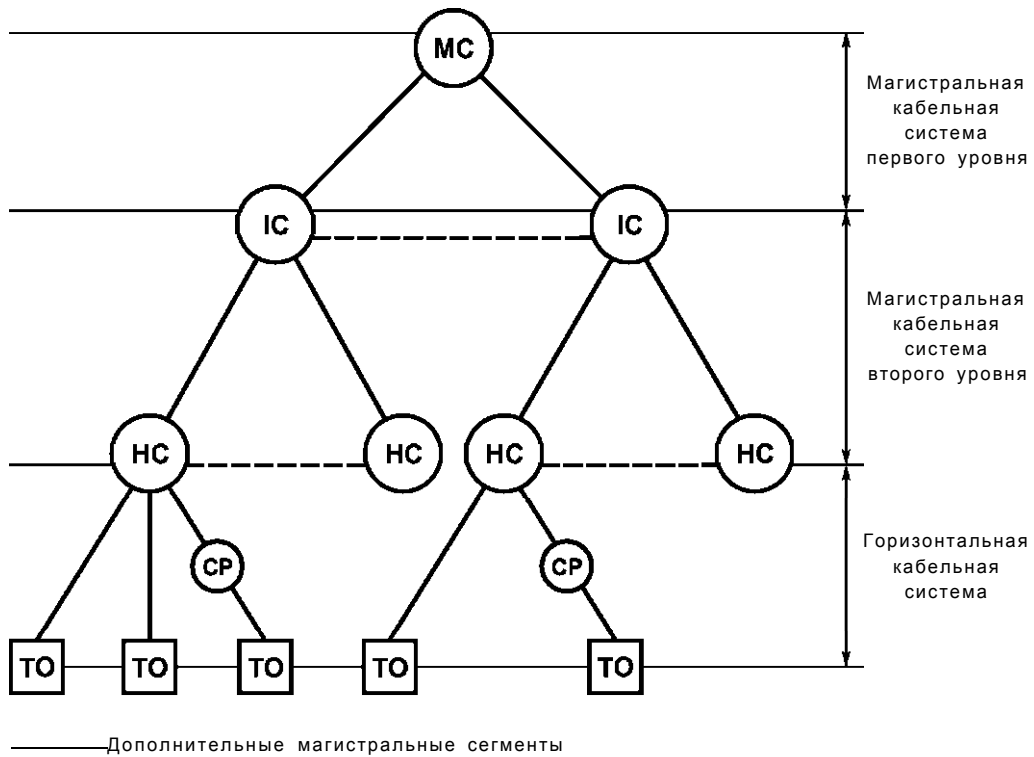 MC
Магистральная
кабельная
система
первого уровня
IC
IC
Магистральная
кабельная
система
второго уровня
HC
HC
HC
HC
CP
CP
Горизонтальная
кабельная
система
TO
TO
TO
TO
TO
Дополнительные магистральные сегменты